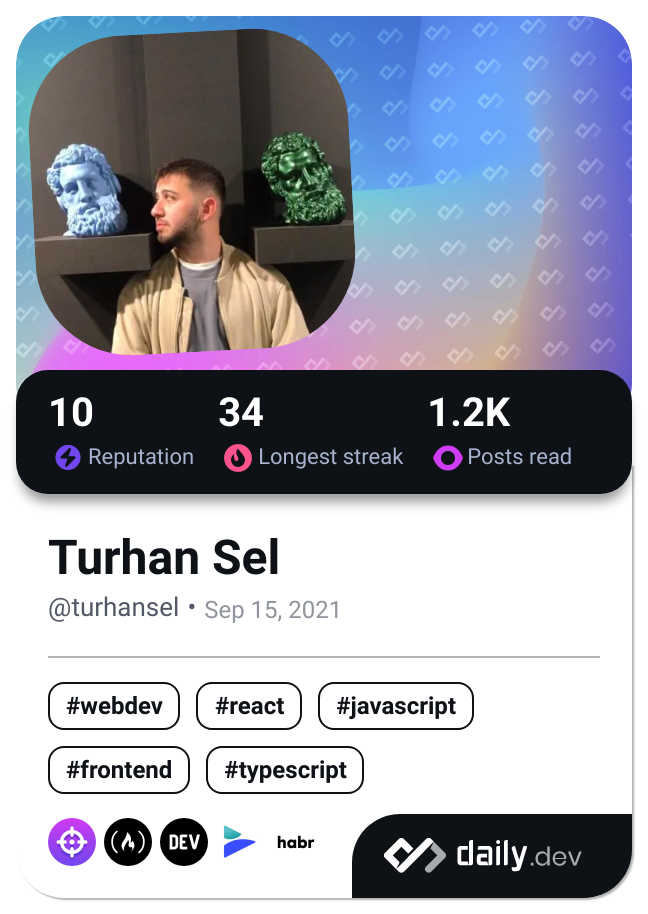 10 34 1.2K
Reputation Longest streak Posts read
Turhan Sel
@turhansel • Sep 15, 2021
#webdev #react #javascript
#frontend #typescript
DEV habr
daily.dev